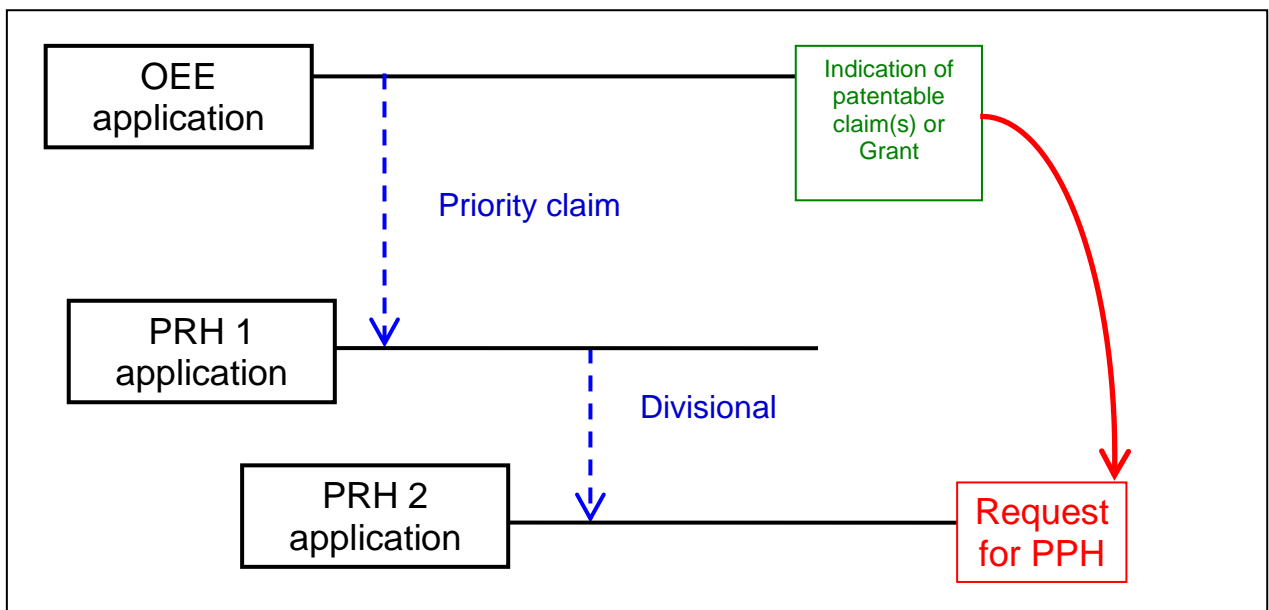 OEE
application
Indication of
patentable
claim(s) or
Grant
Priority claim
PRH 1
application
Divisional
PRH 2
application
Request
for PPH